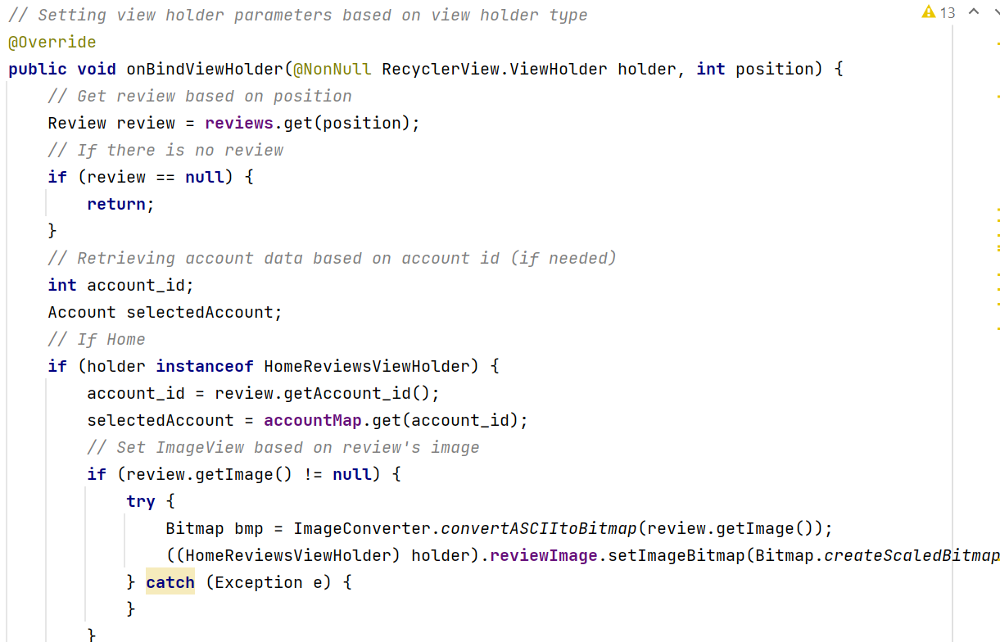 // Setting view holder parameters based on view holder type
13
@Override
public void onBindViewHolder(@NonNull RecyclerView.ViewHolder holder, int position) {
    // Get review based on position
    Review review = reviews.get(position);
    // If there is no review
    if (review == null) {
        return;
    }
    // Retrieving account data based on account id (if needed)
    int account_id;
    Account selectedAccount;
    // If Home
    if (holder instanceof HomeReviewsViewHolder) {
        account_id = review.getAccount_id();
        selectedAccount = accountMap.get(account_id);
        // Set ImageView based on review's image
        if (review.getImage() != null) {
            try {
                Bitmap bmp = ImageConverter.convertASCIItoBitmap(review.getImage());
                ((HomeReviewsViewHolder) holder).reviewImage.setImageBitmap(Bitmap.createScaledBitmap
            } catch (Exception e) {
            }
        }